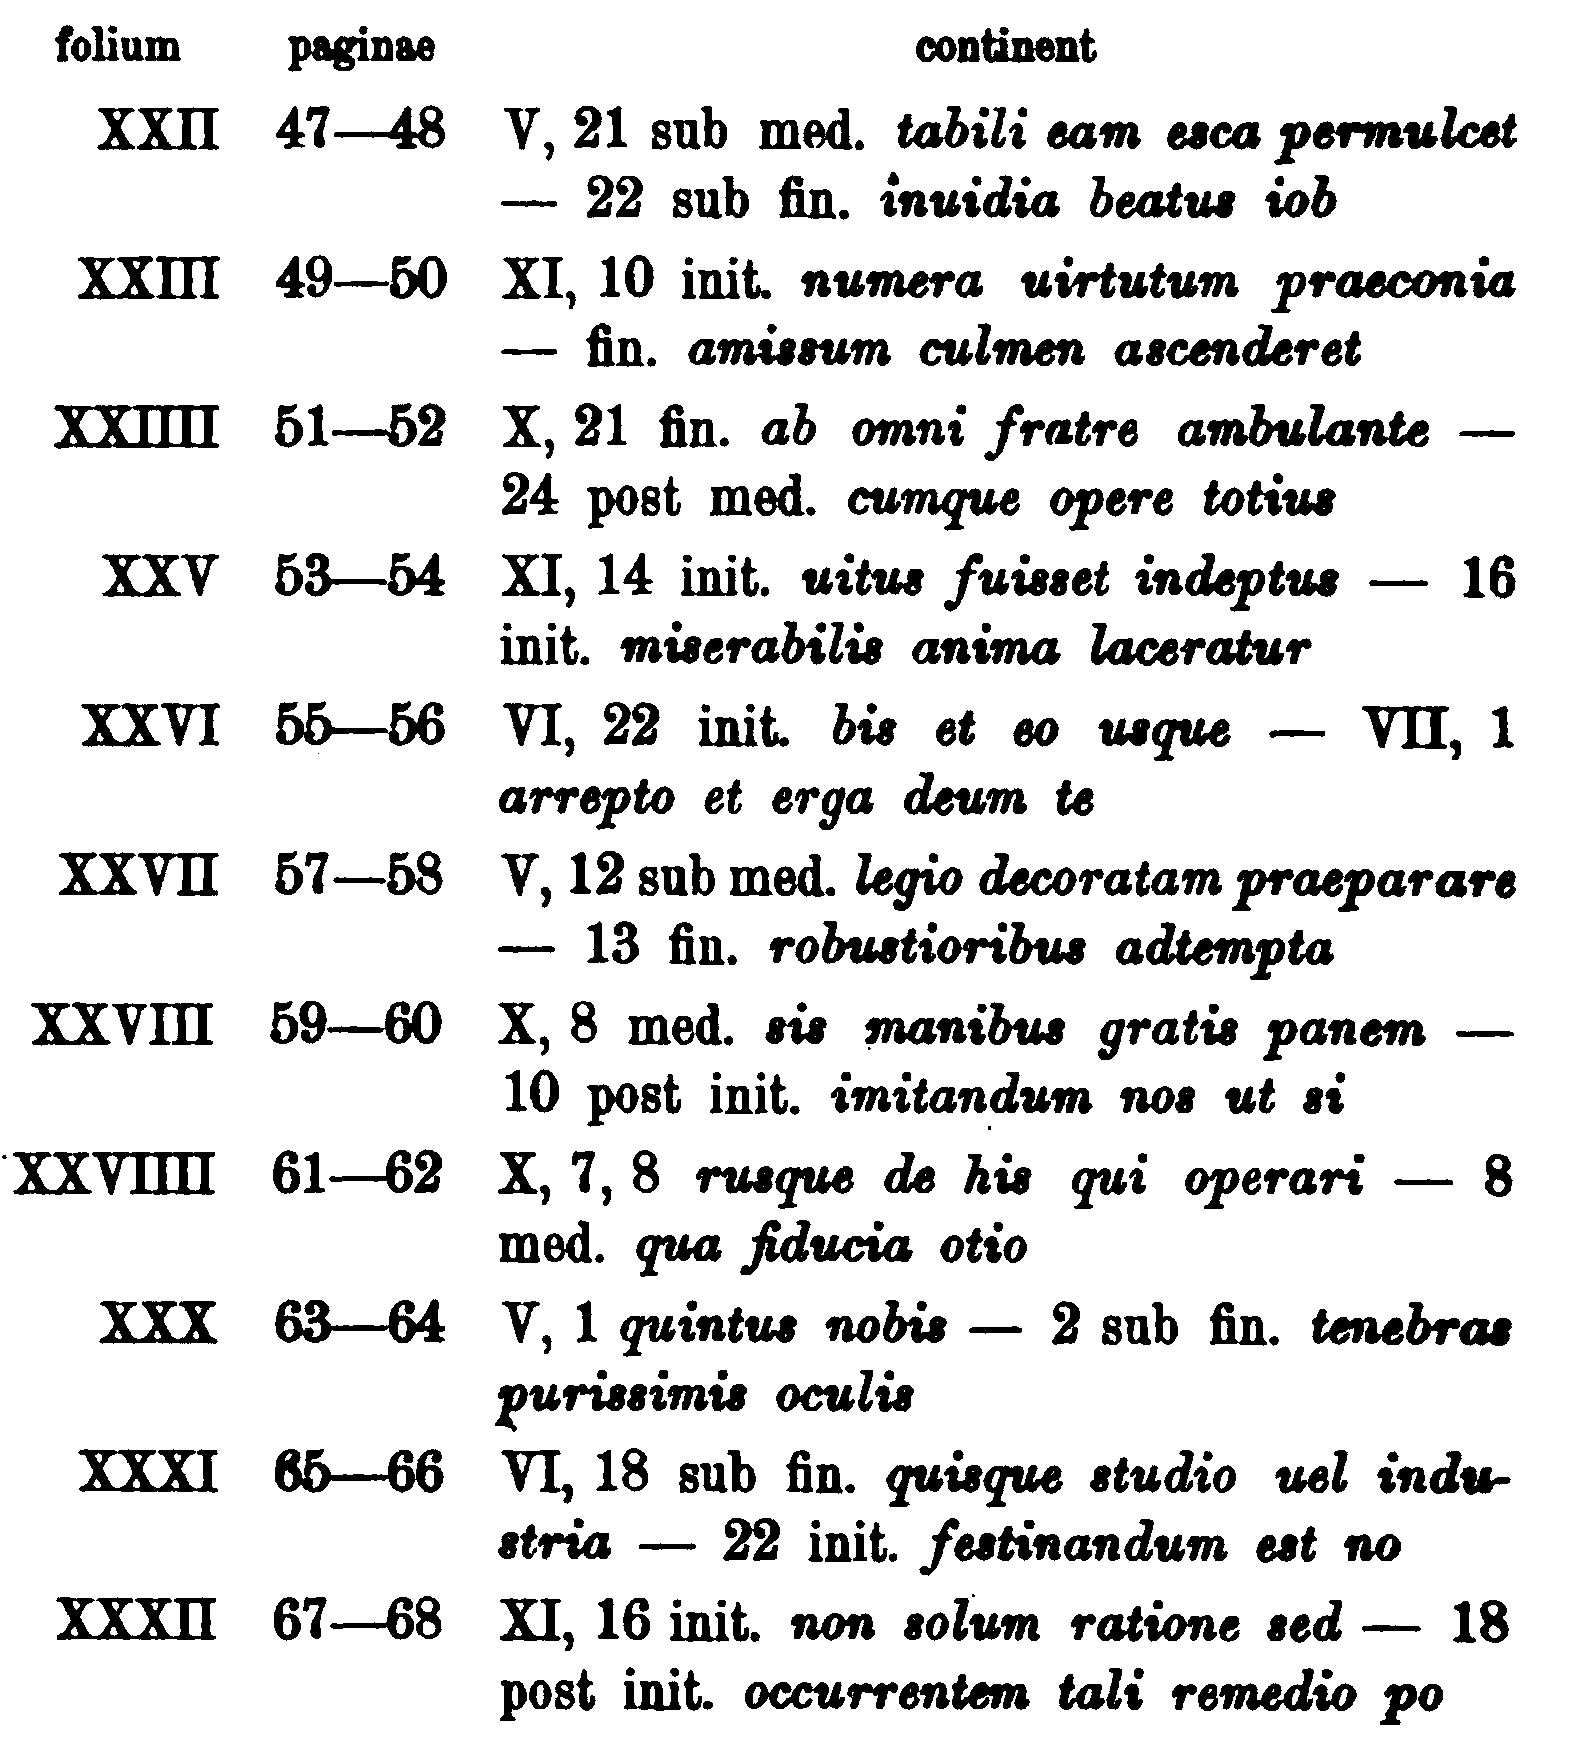 folium paginae continent
XXII 47—48 V, 21 sub med. tabili eam esca permulcet
— 22 sub fin. inuidia beatus iob
XXIII 49—50 XI, 10 init. numera uirtutum praeconia
— fin. amissum culmen ascenderet
XXIIII 51—52 X, 21 fin. ab omni fratre ambulante —
24 post med. cumque opere totius
XXV 53—54 XI, 14 init. uitus fuisset indeptus — 16
init. miserabilis anima laceratur
XXVI 55—56 VI, 22 init. bis et eo usque — VII, 1
arrepto et erga deum te
XXVII 57—58 V, 12 sub med. legio decoratam praeparare
— 13 fin. robustioribus adtempta
XXVIII 59—60 X, 8 med. sis manibus gratis panem —
10 post init. imitandum nos ut si
XXVIIII 61—62 X, 7, 8 rusque de his qui operari — 8
med. qua fiducia otio
XXX 63—64 V, 1 quintus nobis — 2 sub fin. tenebras
purissimis oculis
XXXI 65—66 VI, 18 sub fin. quisque studio uel indu-
stria — 22 init. festinandum est no
XXXII 67—68 XI, 16 init. non solum ratione sed — 18
post init. occurrentem tali remedio po